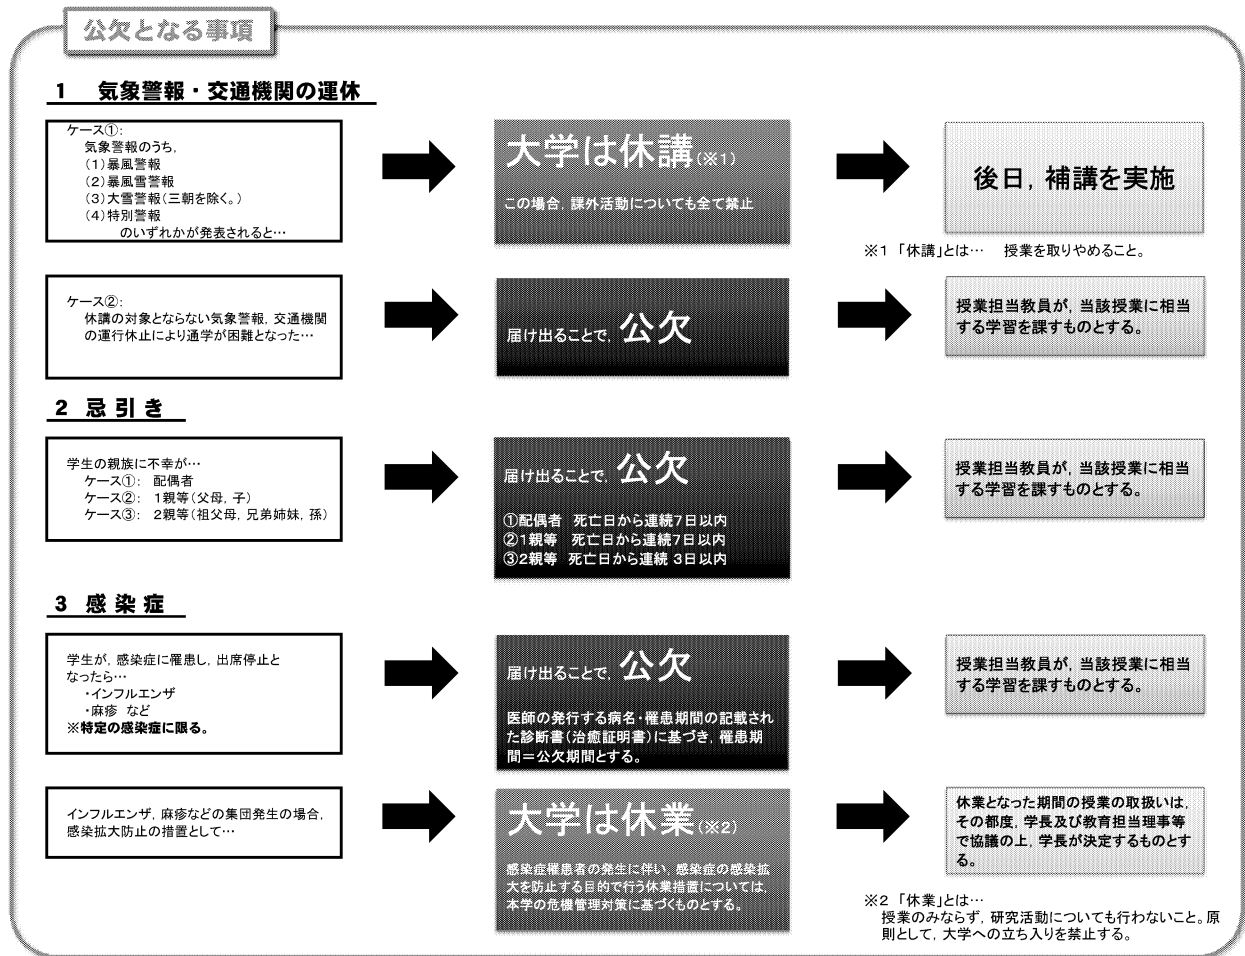 公欠となる事項
1 気象警報・交通機関の運休
ケース①:
気象警報のうち,
(1)暴風警報
(2)暴風雪警報
(3)大雪警報(三朝を除く。)
(4)特別警報
のいずれかが発表されると…
大学は休講(※1)
この場合, 課外活動についても全て禁止
後日, 補講を実施
※1 「休講」とは… 授業を取りやめること。
ケース②:
休講の対象とならない気象警報, 交通機関
の運行休止により通学が困難となった…
届け出ることで, 公欠
授業担当教員が, 当該授業に相当
する学習を課すものとする。
2 忌引き
学生の親族に不幸が…
ケース①: 配偶者
ケース②: 1親等(父母, 子)
ケース③: 2親等(祖父母, 兄弟姉妹, 孫)
届け出ることで, 公欠
①配偶者 死亡日から連続7日以内
②1親等 死亡日から連続7日以内
③2親等 死亡日から連続 3日以内
授業担当教員が, 当該授業に相当
する学習を課すものとする。
3 感染症
学生が, 感染症に罹患し, 出席停止と
なったら…
・インフルエンザ
・麻疹 など
※特定の感染症に限る。
届け出ることで, 公欠
医師の発行する病名・罹患期間の記載され
た診断書(治癒証明書)に基づき, 罹患期
間=公欠期間とする。
授業担当教員が, 当該授業に相当
する学習を課すものとする。
インフルエンザ, 麻疹などの集団発生の場合,
感染拡大防止の措置として…
大学は休業(※2)
感染症罹患者の発生に伴い, 感染症の感染拡
大を防止する目的で行う休業措置については,
本学の危機管理対策に基づくものとする。
休業となった期間の授業の取扱いは,
その都度, 学長及び教育担当理事等
で協議の上, 学長が決定するものとす
る。
※2 「休業」とは…
授業のみならず, 研究活動についても行わないこと。原
則として, 大学への立ち入りを禁止する。